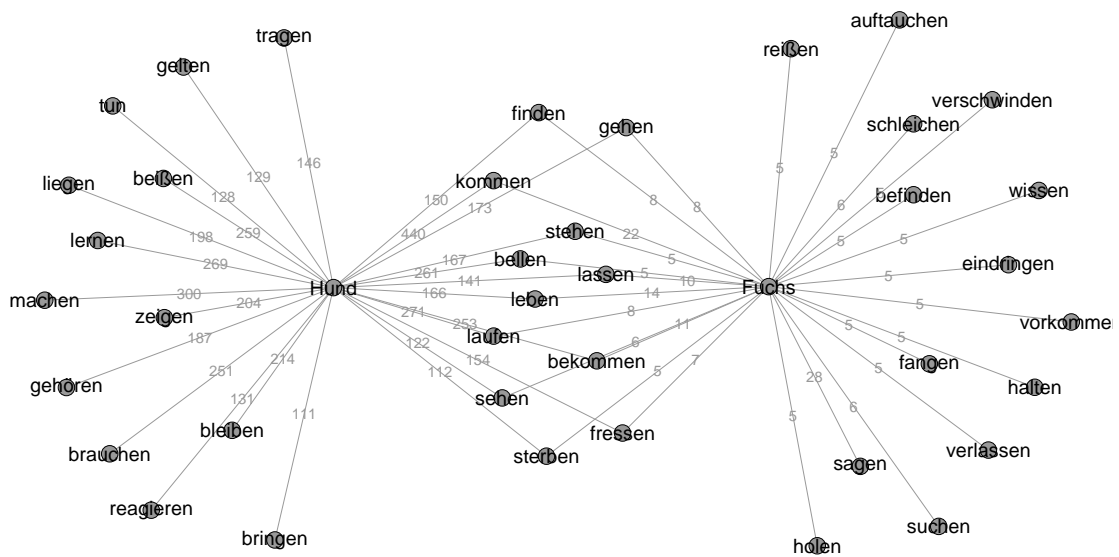 auftauchen
tragen
reißen
gelten
verschwinden
tun
finden
schleichen
gehen
146
5
5
129
beißen
kommen
liegen
128
150
173
8
8
6
befinden
wissen
lernen
198
259
440
stehen
22
5
5
269
167
261
bellen
5
5
lassen
10
eindringen
141
5
machen
300
Hund
166
leben
14
Fuchs
204
zeigen
271
253
8
11
5
5
vorkommen
187
122
laufen
6
5
gehören
251
214
154
bekommen
7
5
fangen
112
5
28
halten
131
sehen
6
111
5
bleiben
fressen
brauchen
sterben
verlassen
sagen
reagieren
suchen
bringen
holen